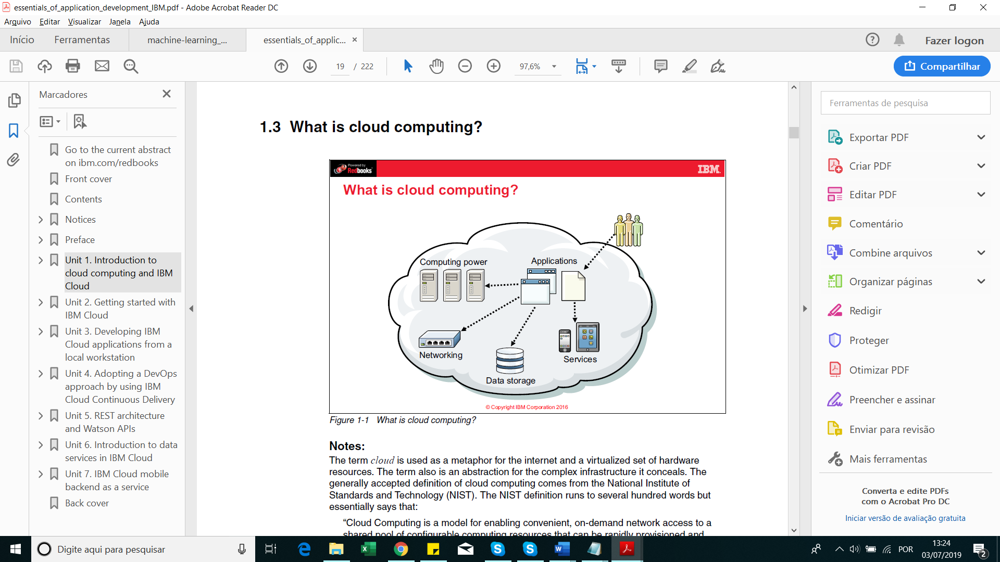 essentials_of_application_development_IBM.pdf - Adobe Acrobat Reader DC
Arquivo Editar Visualizar Janela Ajuda
Início Ferramentas machine-learning_... essentials_of_applic... Fazer logon
19 / 222 97,6% Compartilhar
Marcadores
Go to the current abstract
on ibm.com/redbooks
Front cover
Contents
Notices
Preface
Unit 1. Introduction to
cloud computing and IBM
Cloud
Unit 2. Getting started with
IBM Cloud
Unit 3. Developing IBM
Cloud applications from a
local workstation
Unit 4. Adopting a DevOps
approach by using IBM
Cloud Continuous Delivery
Unit 5. REST architecture
and Watson APIs
Unit 6. Introduction to data
services in IBM Cloud
Unit 7. IBM Cloud mobile
backend as a service
Back cover
1.3 What is cloud computing?
Powered by
Redbooks
IBM
What is cloud computing?
Computing power
Applications
Networking
Services
Data storage
© Copyright IBM Corporation 2016
Figure 1-1 What is cloud computing?
Notes:
The term cloud is used as a metaphor for the internet and a virtualized set of hardware
resources. The term also is an abstraction for the complex infrastructure it conceals. The
generally accepted definition of cloud computing comes from the National Institute of
Standards and Technology (NIST). The NIST definition runs to several hundred words but
essentially says that:
“Cloud Computing is a model for enabling convenient, on-demand network access to a
shared pool of configurable computing resources that can be rapidly provisioned and
Ferramentas de pesquisa
Exportar PDF
Criar PDF
Editar PDF
Comentário
Combine arquivos
Organizar páginas
Redigir
Proteger
Otimizar PDF
Preencher e assinar
Enviar para revisão
Mais ferramentas
Converta e edite PDFs
com o Acrobat Pro DC
Iniciar versão de avaliação gratuita
Digite aqui para pesquisar
POR
13:24
03/07/2019
2